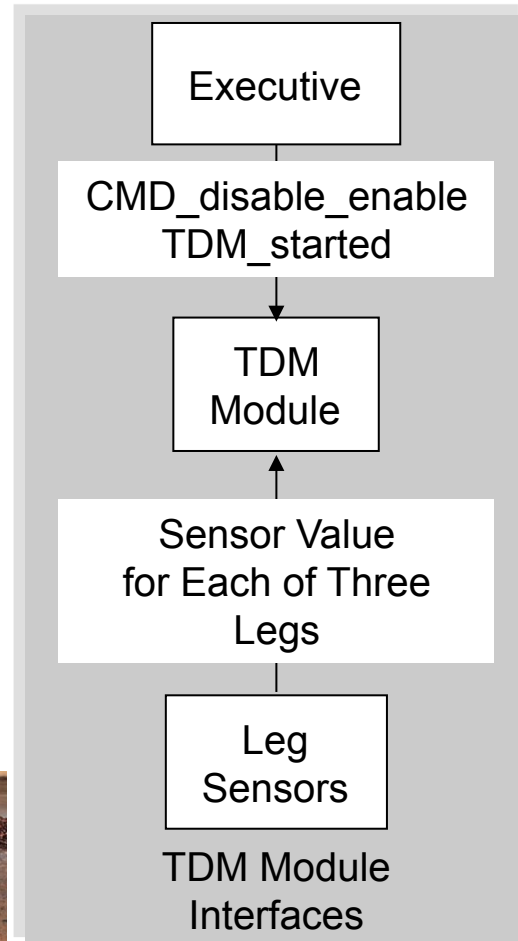 Executive
CMD_disable_enable
TDM_started
TDM
Module
Sensor Value
for Each of Three
Legs
Leg
Sensors
TDM Module
Interfaces